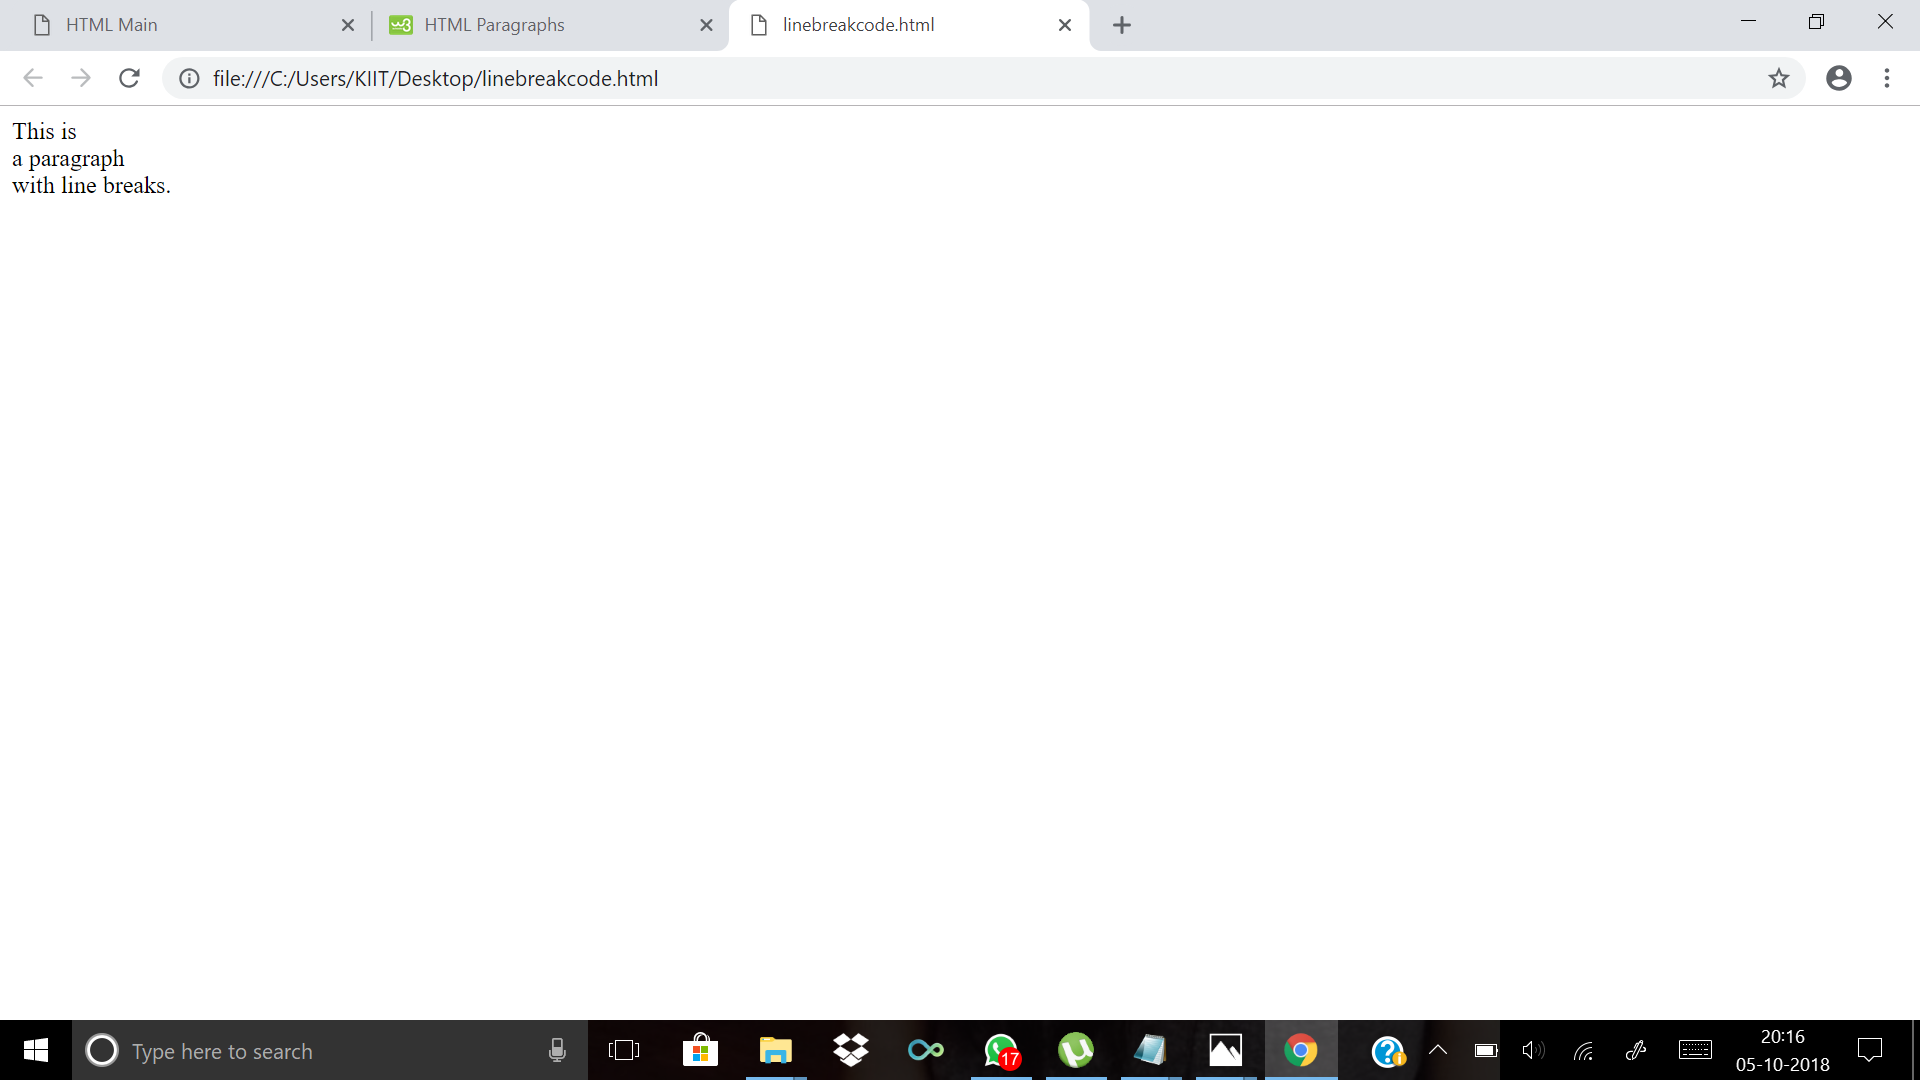 HTML Main
HTML Paragraphs
linebreakcode.html
file:///C:/Users/KIIT/Desktop/linebreakcode.html
This is
a paragraph
with line breaks.
Type here to search
17
20:16
05-10-2018